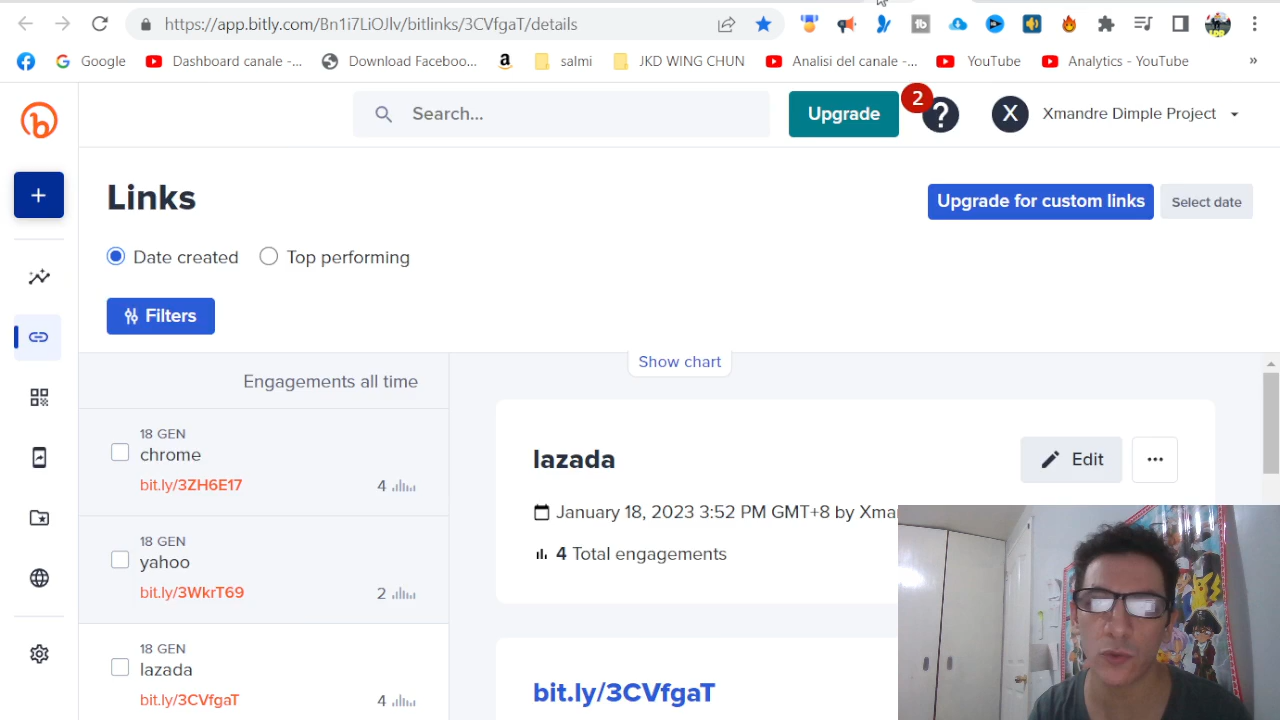 https://app.bitly.com/Bn1i7LiOJlv/bitlinks/3CVfgaT/details
Google
Dashboard canale -...
Download Faceboo...
salmi
JKD WING CHUN
Analisi del canale -...
YouTube
Analytics - YouTube
»
Search...
Upgrade
2
?
X
Xmandre Dimple Project
Links
Upgrade for custom links
Select date
Date created
Top performing
Filters
Engagements all time
Show chart
18 GEN
chrome
bit.ly/3ZH6E17
4
18 GEN
yahoo
bit.ly/3WkrT69
2
18 GEN
lazada
bit.ly/3CVfgaT
4
lazada
Edit
January 18, 2023 3:52 PM GMT+8 by Xma
4 Total engagements
bit.ly/3CVfgaT